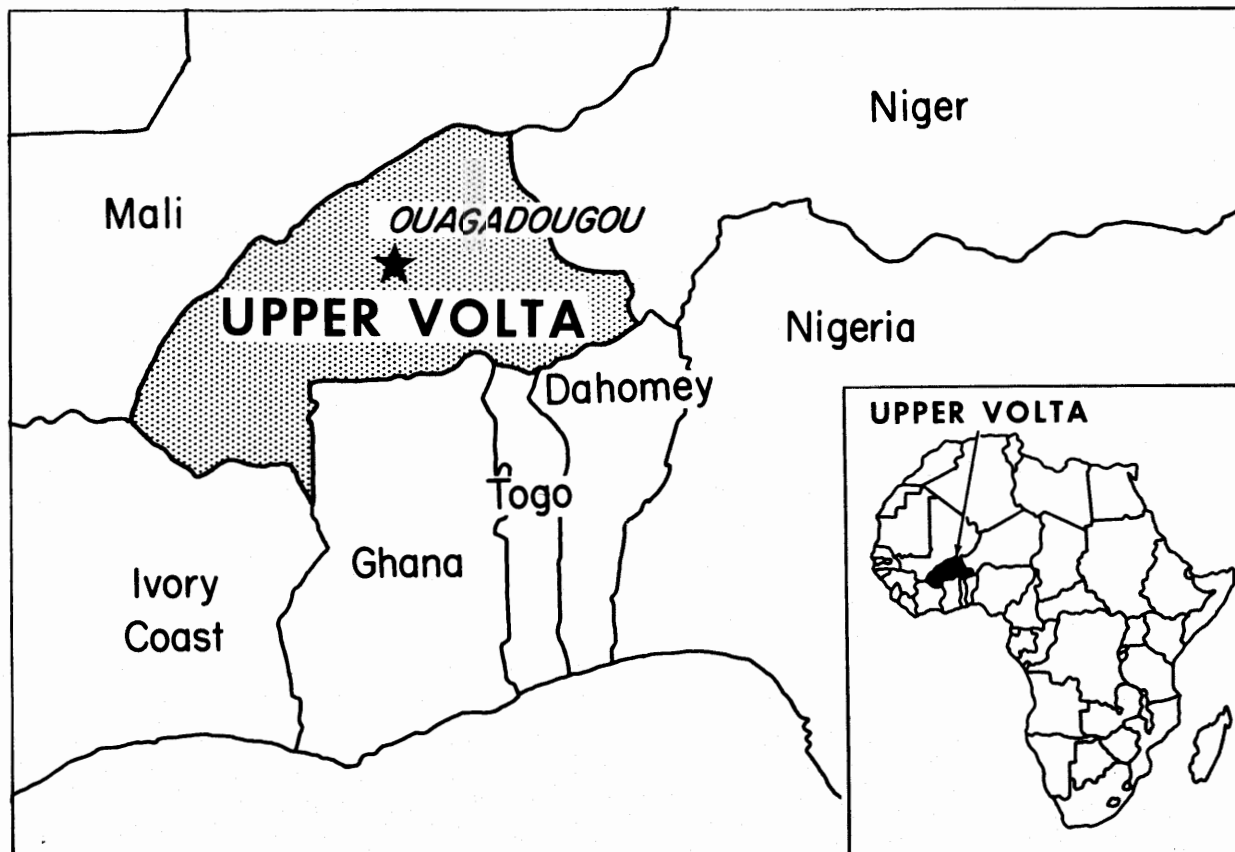 Niger
Mali
OUAGADOUGOU
UPPER VOLTA
Nigeria
Dahomey
UPPER VOLTA
Togo
Ghana
Ivory
Coast